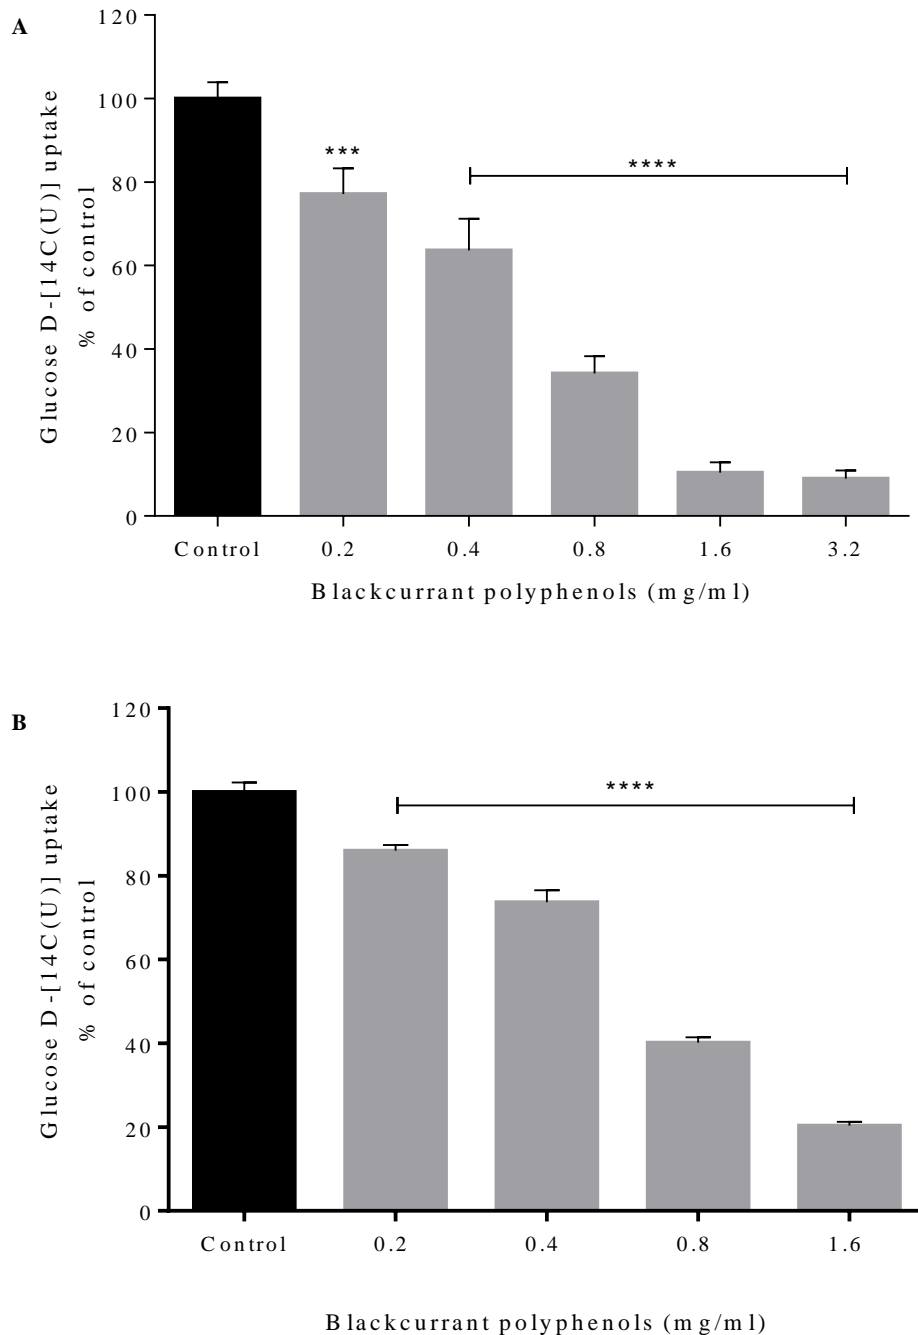 A
120
100
80
60
40
20
0
Glucose D-[14C(U)] uptake
% of control
***
****
Control 0.2 0.4 0.8 1.6 3.2
Blackcurrant polyphenols (mg/ml)
B
120
100
80
60
40
20
0
Glucose D-[14C(U)] uptake
% of control
****
Control 0.2 0.4 0.8 1.6
Blackcurrant polyphenols (mg/ml)